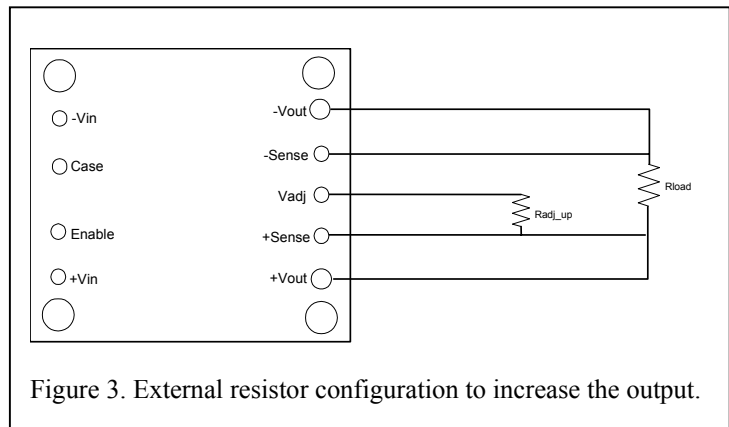 -Vin
Case
Enable
+Vin
-Vout
-Sense
Vadj
+Sense
+Vout
Radj_up
Rload
Figure 3. External resistor configuration to increase the output.